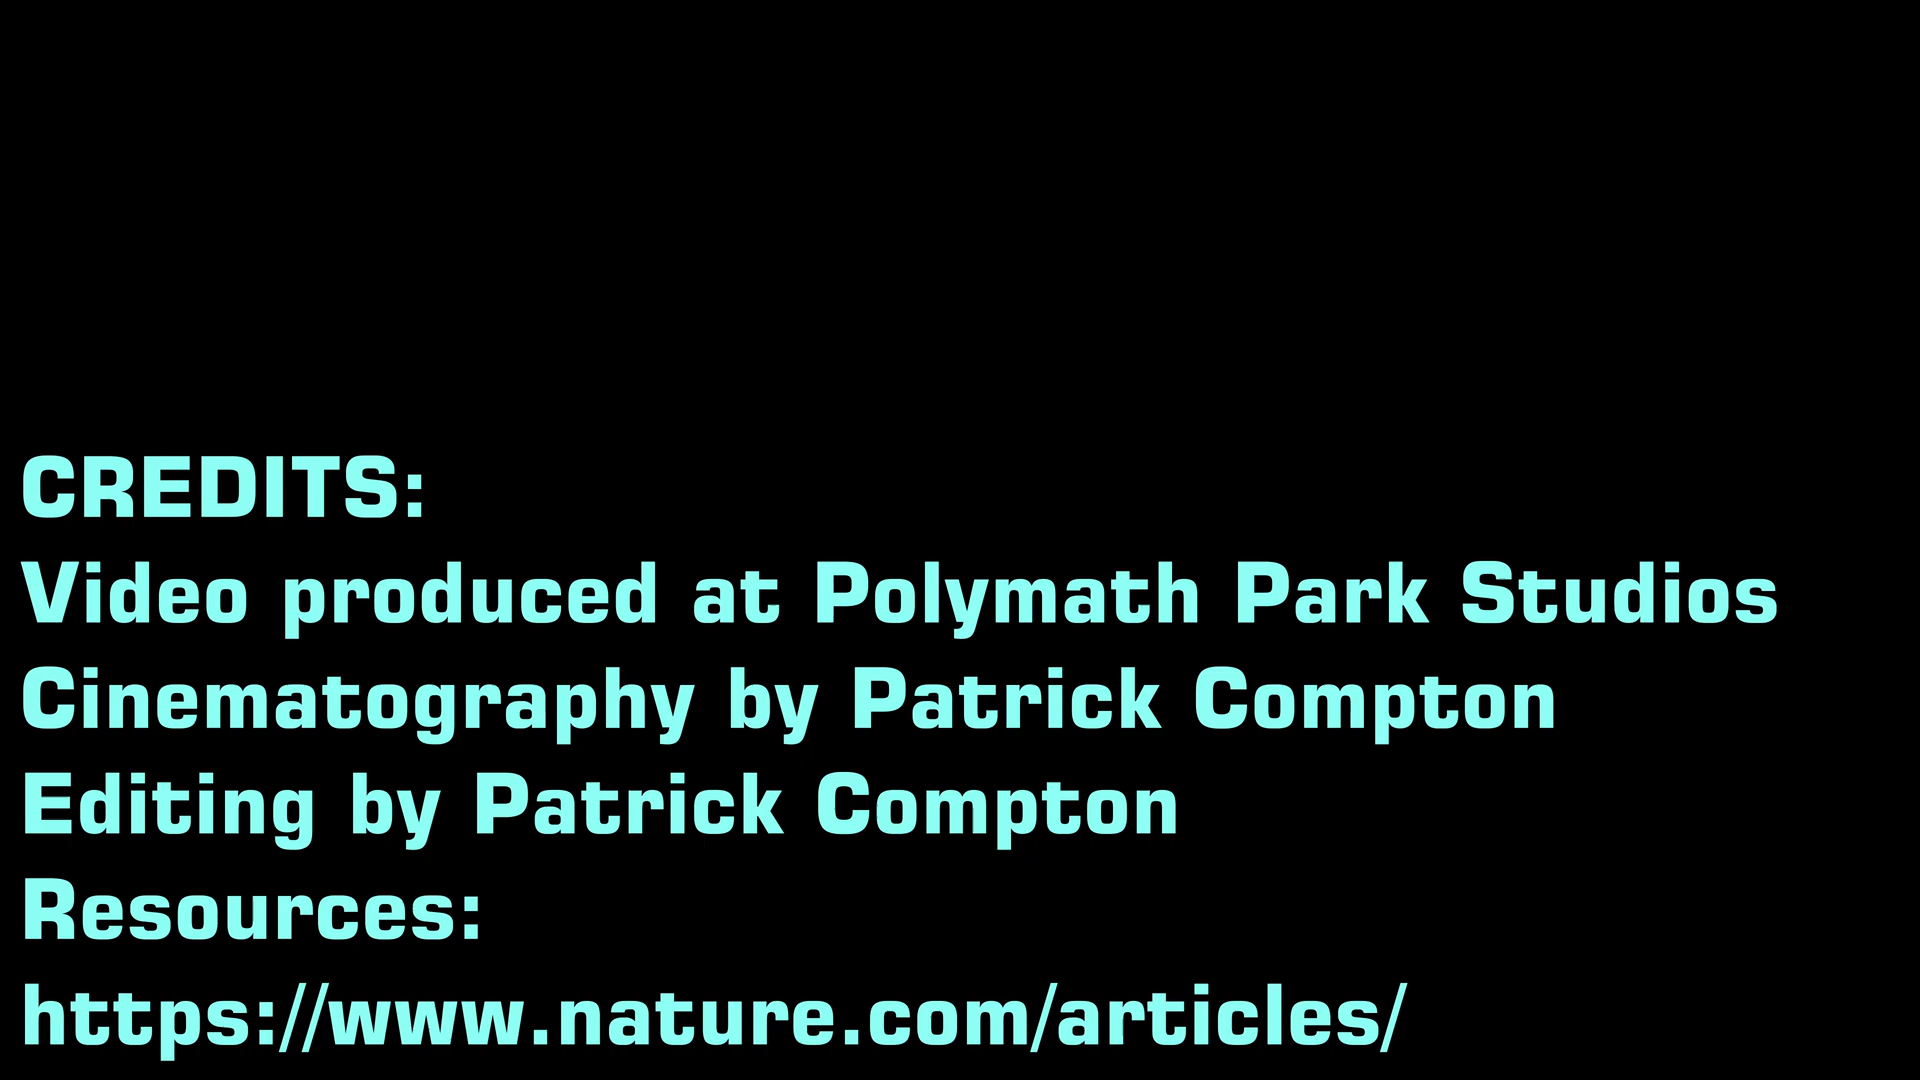 CREDITS:
Video produced at Polymath Park Studios
Cinematography by Patrick Compton
Editing by Patrick Compton
Resources:
https://www.nature.com/articles/